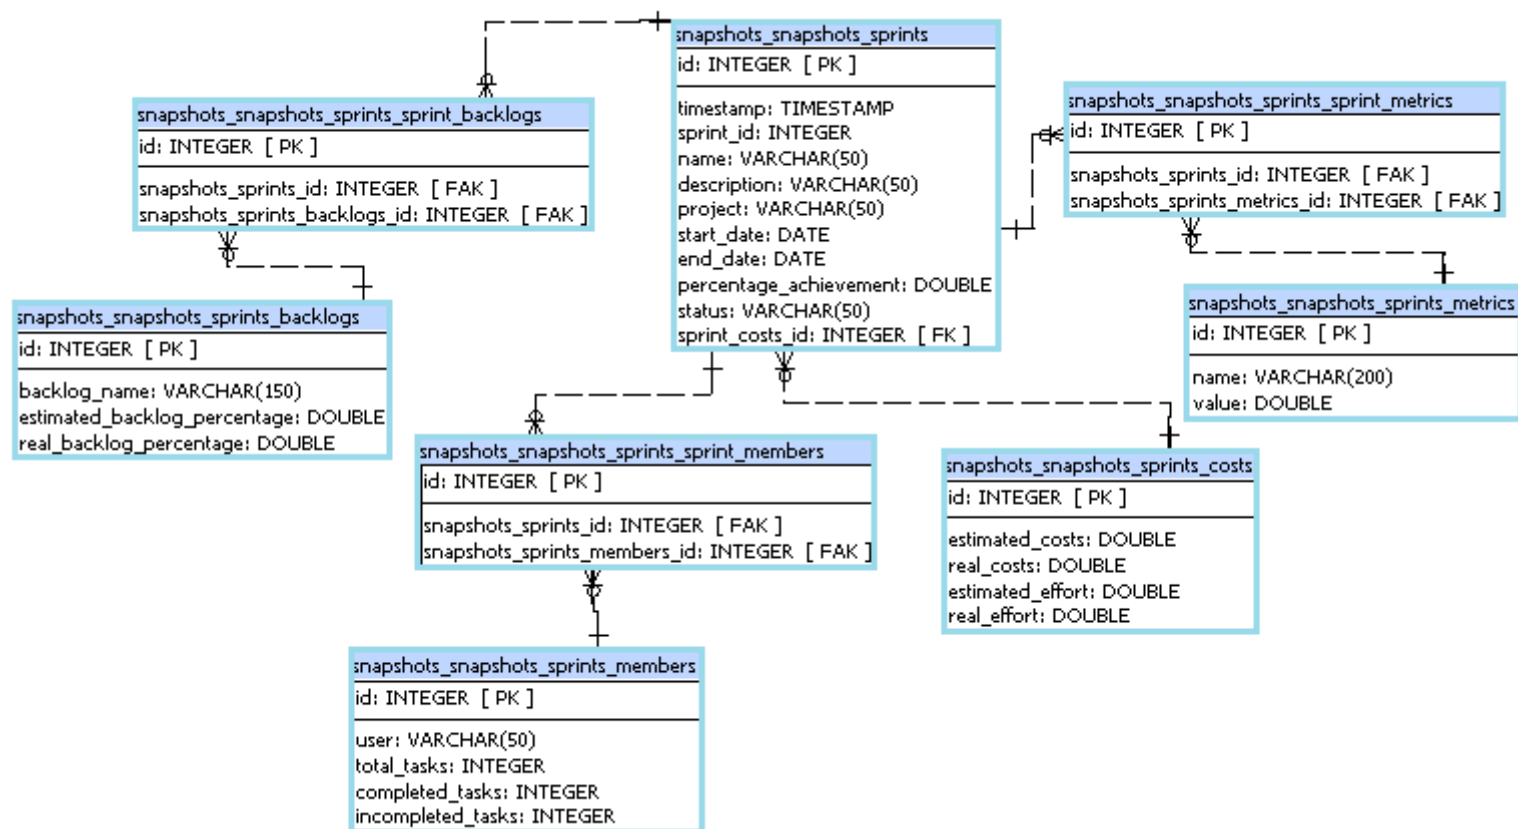 snapshots_snapshots_sprints
id: INTEGER [ PK ]
timestamp: TIMESTAMP
sprint_id: INTEGER
name: VARCHAR(50)
description: VARCHAR(50)
project: VARCHAR(50)
start_date: DATE
end_date: DATE
percentage_achievement: DOUBLE
status: VARCHAR(50)
sprint_costs_id: INTEGER [ FK ]
snapshots_snapshots_sprints_sprint_backlogs
id: INTEGER [ PK ]
snapshots_sprints_id: INTEGER [ FAK ]
snapshots_sprints_backlogs_id: INTEGER [ FAK ]
snapshots_snapshots_sprints_sprint_metrics
id: INTEGER [ PK ]
snapshots_sprints_id: INTEGER [ FAK ]
snapshots_sprints_metrics_id: INTEGER [ FAK ]
snapshots_snapshots_sprints_backlogs
id: INTEGER [ PK ]
backlog_name: VARCHAR(150)
estimated_backlog_percentage: DOUBLE
real_backlog_percentage: DOUBLE
snapshots_snapshots_sprints_metrics
id: INTEGER [ PK ]
name: VARCHAR(200)
value: DOUBLE
snapshots_snapshots_sprints_sprint_members
id: INTEGER [ PK ]
snapshots_sprints_id: INTEGER [ FAK ]
snapshots_sprints_members_id: INTEGER [ FAK ]
snapshots_snapshots_sprints_costs
id: INTEGER [ PK ]
estimated_costs: DOUBLE
real_costs: DOUBLE
estimated_effort: DOUBLE
real_effort: DOUBLE
snapshots_snapshots_sprints_members
id: INTEGER [ PK ]
user: VARCHAR(50)
total_tasks: INTEGER
completed_tasks: INTEGER
incompleted_tasks: INTEGER